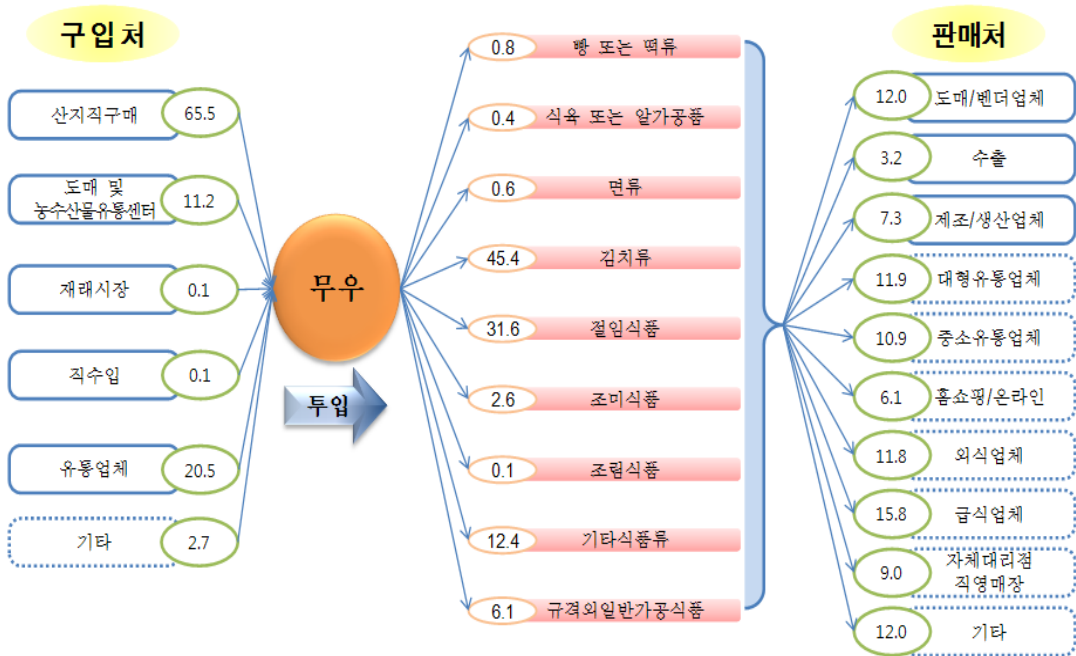 구입처
산지직구매
65.5
도매 및
농수산물유통센터
11.2
재래시장
0.1
직수입
0.1
유통업체
20.5
기타
2.7
무우
투입
0.8
빵 또는 떡류
0.4
식육 또는 알가공품
0.6
면류
45.4
김치류
31.6
절임식품
2.6
조미식품
0.1
조림식품
12.4
기타식품류
6.1
규격외일반가공식품
판매처
12.0
도매/벤더업체
3.2
수출
7.3
제조/생산업체
11.9
대형유통업체
10.9
중소유통업체
6.1
홈쇼핑/온라인
11.8
외식업체
15.8
급식업체
9.0
자체대리점
직영매장
12.0
기타